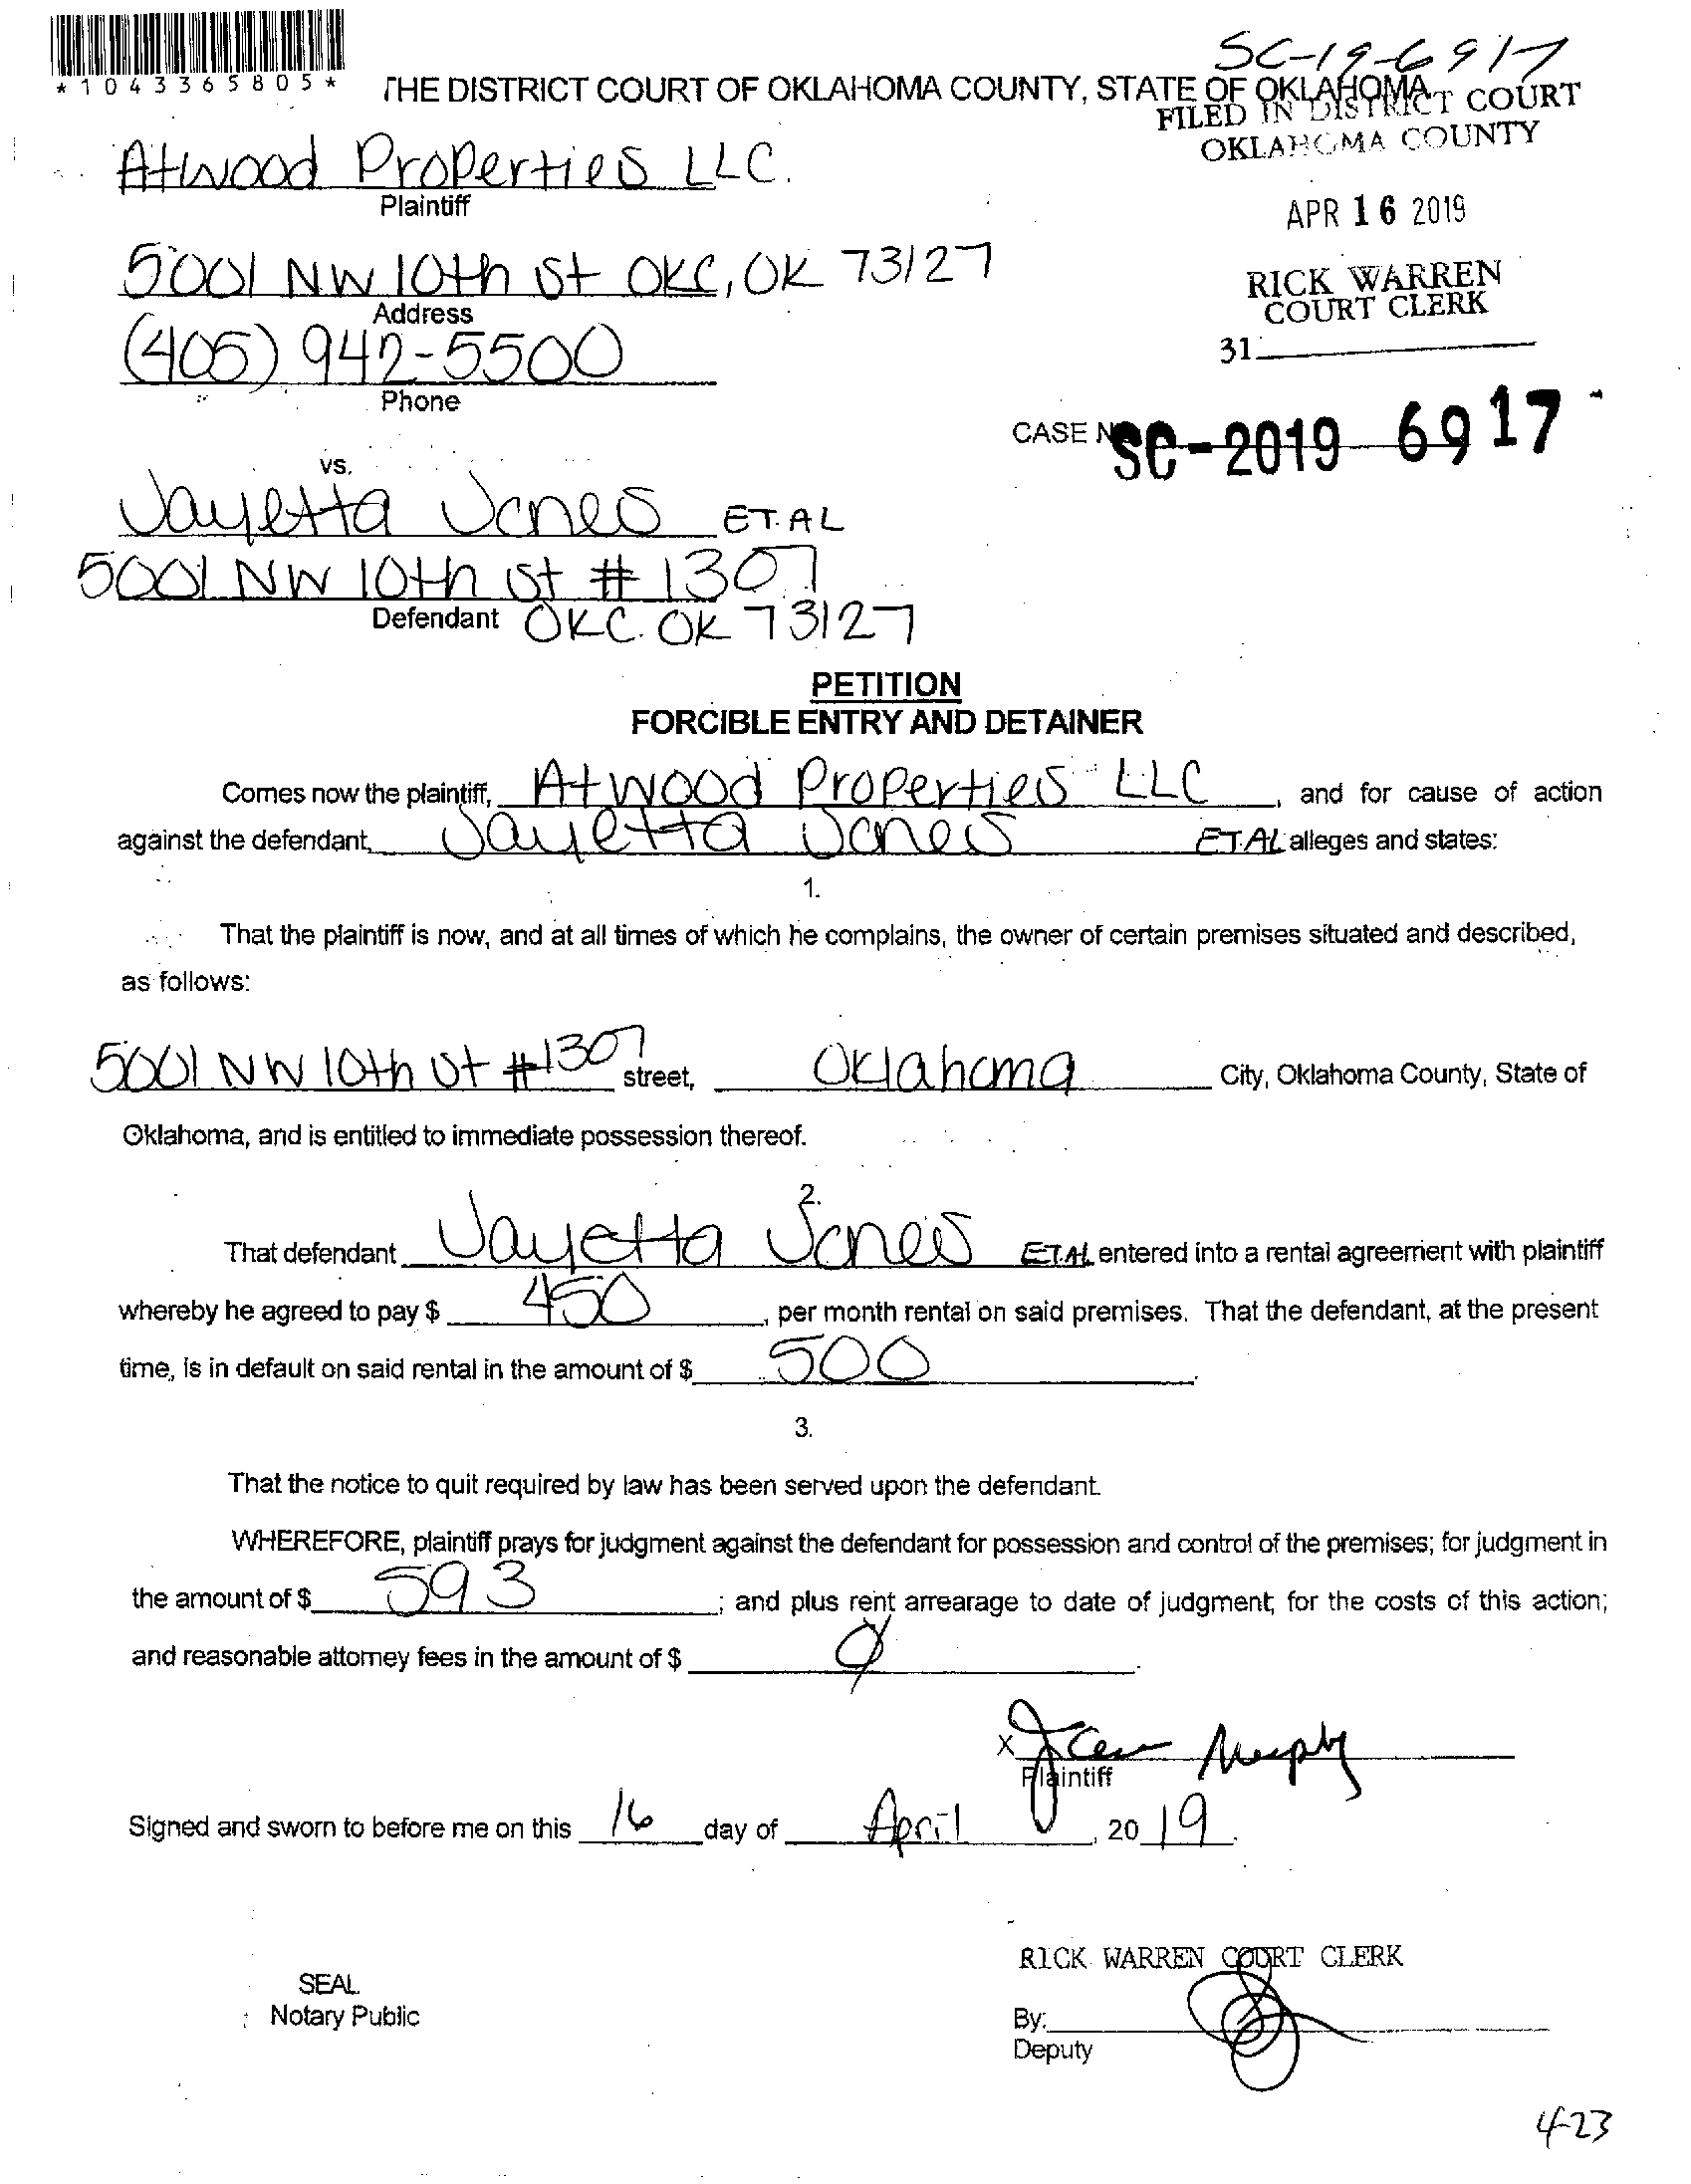 SC-19-6917
*1043365805*
THE DISTRICT COURT OF OKLAHOMA COUNTY, STATE OF OKLAHOMA
FILED IN DISTRICT COURT
OKLAHOMA COUNTY
Atwood Properties LLC.
Plaintiff
APR 16 2019
5001 NW 10th St OKC, OK 73127
Address
RICK WARREN
COURT CLERK
(405) 942-5500
31
Phone
CASE N SC-2019 6917
vs.
Jayetta Jones ET.AL
5001 NW 10th St # 1307
Defendant OKC. OK 73127
PETITION
FORCIBLE ENTRY AND DETAINER
Comes now the plaintiff, Atwood Properties LLC, and for cause of action
against the defendant, Jayetta Jones ET.AL alleges and states:
1.
That the plaintiff is now, and at all times of which he complains, the owner of certain premises situated and described,
as follows:
5001 NW 10th St #1307 street, Oklahoma City, Oklahoma County, State of
Oklahoma, and is entitled to immediate possession thereof.
2.
That defendant Jayetta Jones ET.AL entered into a rental agreement with plaintiff
whereby he agreed to pay $ 450, per month rental on said premises. That the defendant, at the present
time, is in default on said rental in the amount of $ 500.
3.
That the notice to quit required by law has been served upon the defendant.
WHEREFORE, plaintiff prays for judgment against the defendant for possession and control of the premises; for judgment in
the amount of $ 593; and plus rent arrearage to date of judgment; for the costs of this action;
and reasonable attorney fees in the amount of $ 0.
X Murphy
Plaintiff
Signed and sworn to before me on this 16 day of April, 2019.
RICK WARREN COURT CLERK
SEAL
Notary Public
By:
Deputy
4-23